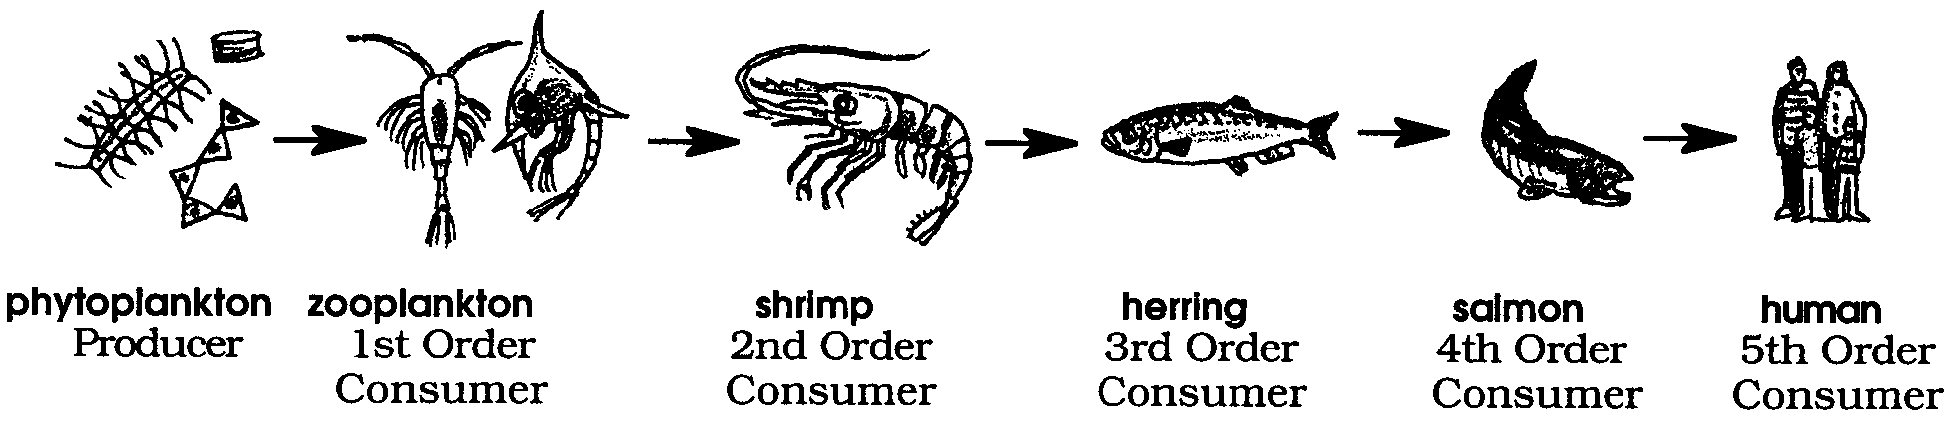 phytoplankton
Producer
zooplankton
1st Order
Consumer
shrimp
2nd Order
Consumer
herring
3rd Order
Consumer
salmon
4th Order
Consumer
human
5th Order
Consumer